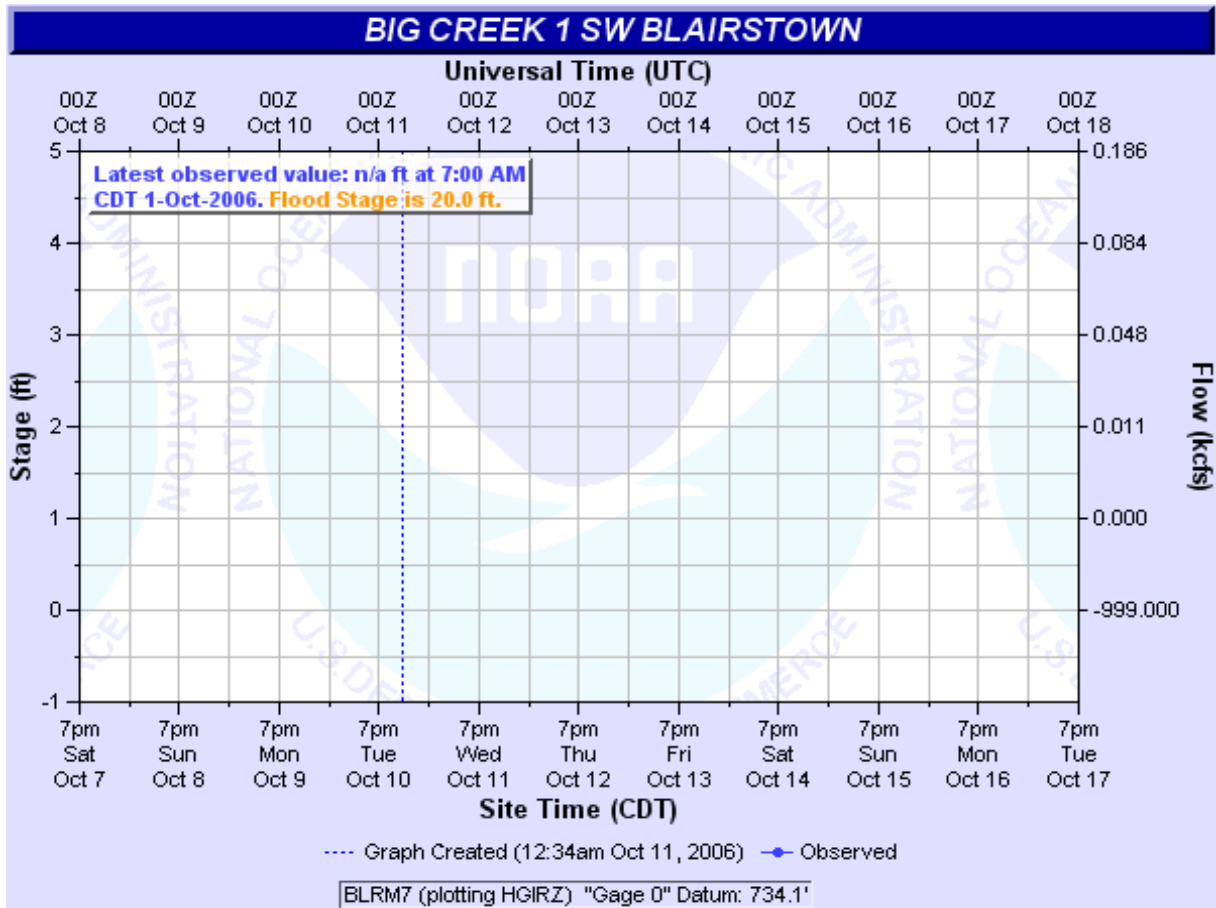 BIG CREEK 1 SW BLAIRSTOWN
Universal Time (UTC)
00Z 00Z 00Z 00Z 00Z 00Z 00Z 00Z 00Z 00Z 00Z
Oct 8 Oct 9 Oct 10 Oct 11 Oct 12 Oct 13 Oct 14 Oct 15 Oct 16 Oct 17 Oct 18
Latest observed value: n/a ft at 7:00 AM
CDT 1-Oct-2006. Flood Stage is 20.0 ft.
Stage (ft)
5
4
3
2
1
0
-1
NOAA
NATIONAL OCEAN
RIC ADMINISTRATION
U.S.DE
MERCE
Flow (kcfs)
0.186
0.084
0.048
0.011
0.000
-999.000
7pm 7pm 7pm 7pm 7pm 7pm 7pm 7pm 7pm 7pm 7pm
Sat Sun Mon Tue Wed Thu Fri Sat Sun Mon Tue
Oct 7 Oct 8 Oct 9 Oct 10 Oct 11 Oct 12 Oct 13 Oct 14 Oct 15 Oct 16 Oct 17
Site Time (CDT)
Graph Created (12:34am Oct 11, 2006) Observed
BLRM7 (plotting HGIRZ) "Gage 0" Datum: 734.1'